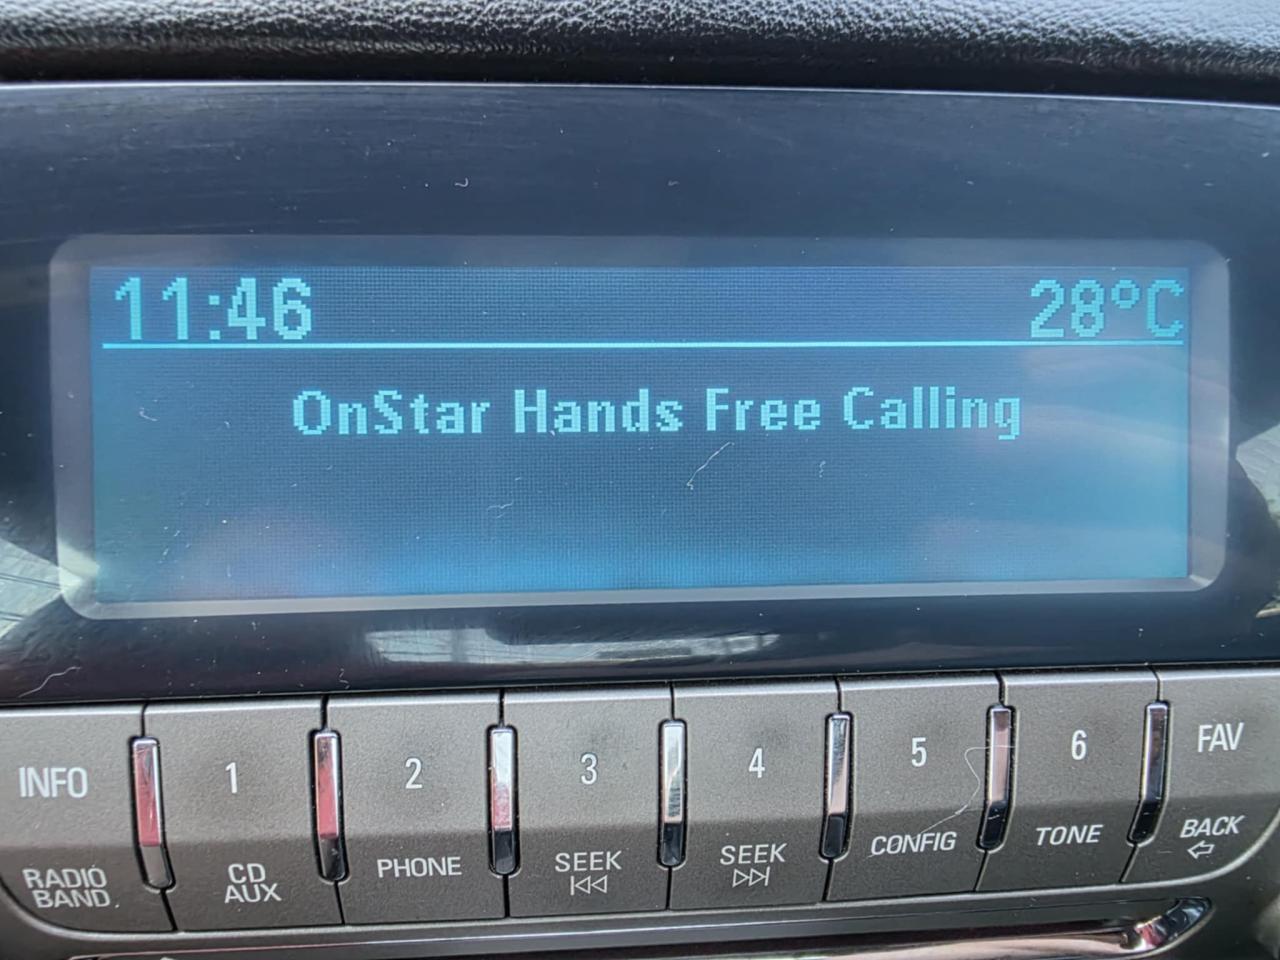 11:46 28°C
OnStar Hands Free Calling
INFO 1 2 3 4 5 6 FAV
RADIO BAND CD AUX PHONE SEEK SEEK CONFIG TONE BACK